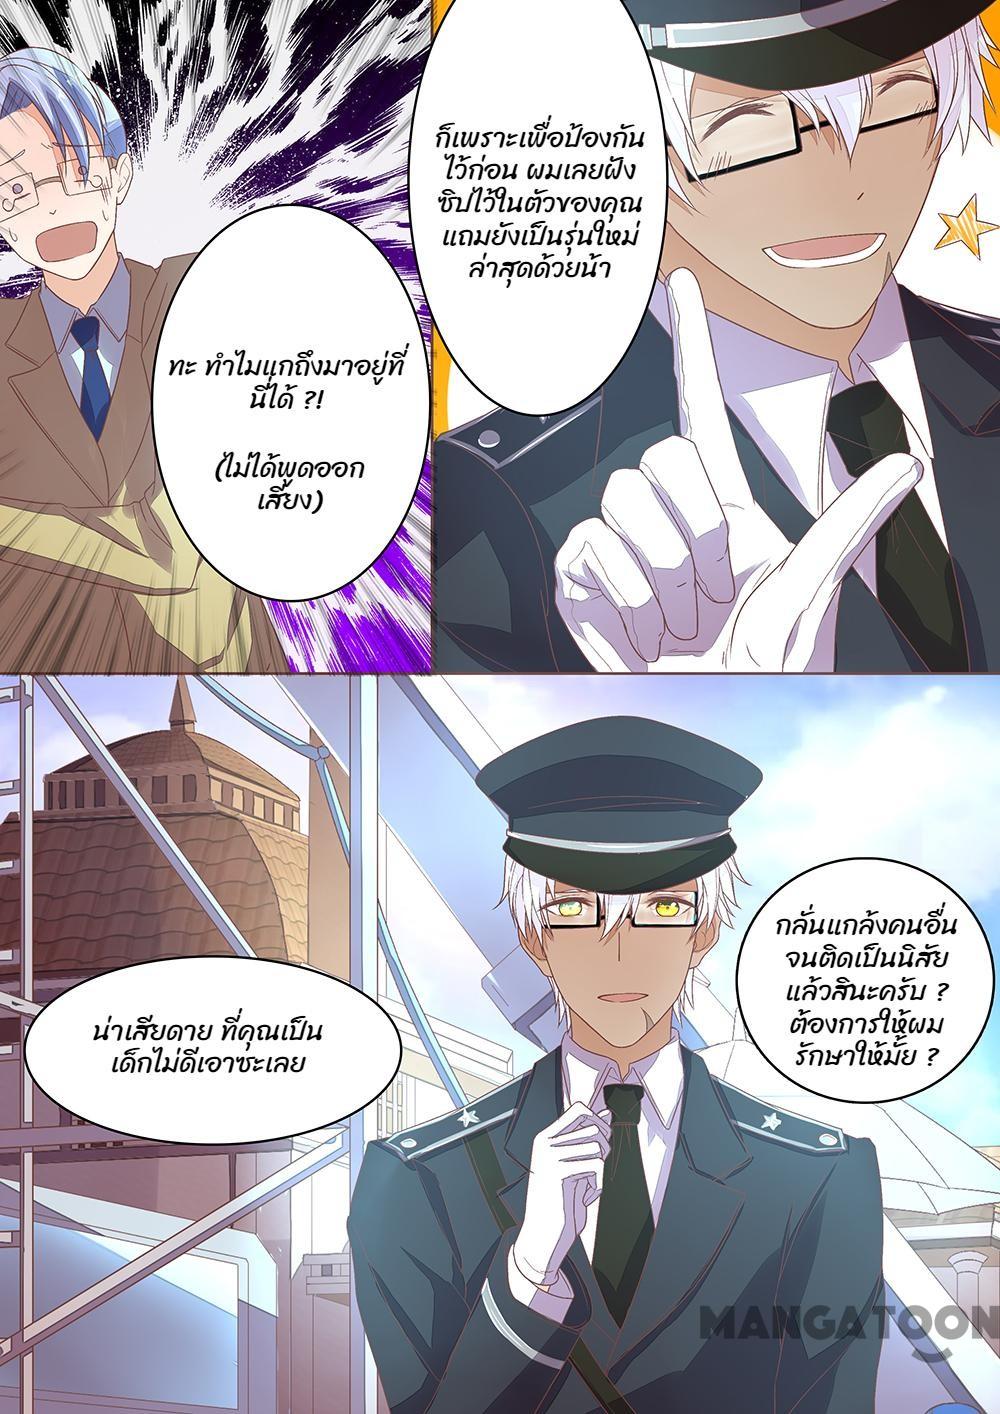 ก็เพราะเพื่อป้องกัน
ไว้ก่อน ผมเลยฝัง
ซิปไว้ในตัวของคุณ
แถมยังเป็นรุ่นใหม่
ล่าสุดด้วยน้า
ทะ ทำไมแกถึงมาอยู่ที่
นี่ได้ ?!
(ไม่ได้พูดออก
เสียง)
กลั่นแกล้งคนอื่น
จนติดเป็นนิสัย
แล้วสินะครับ ?
ต้องการให้ผม
รักษาให้มั้ย ?
น่าเสียดาย ที่คุณเป็น
เด็กไม่ดีเอาซะเลย
MANGATOON